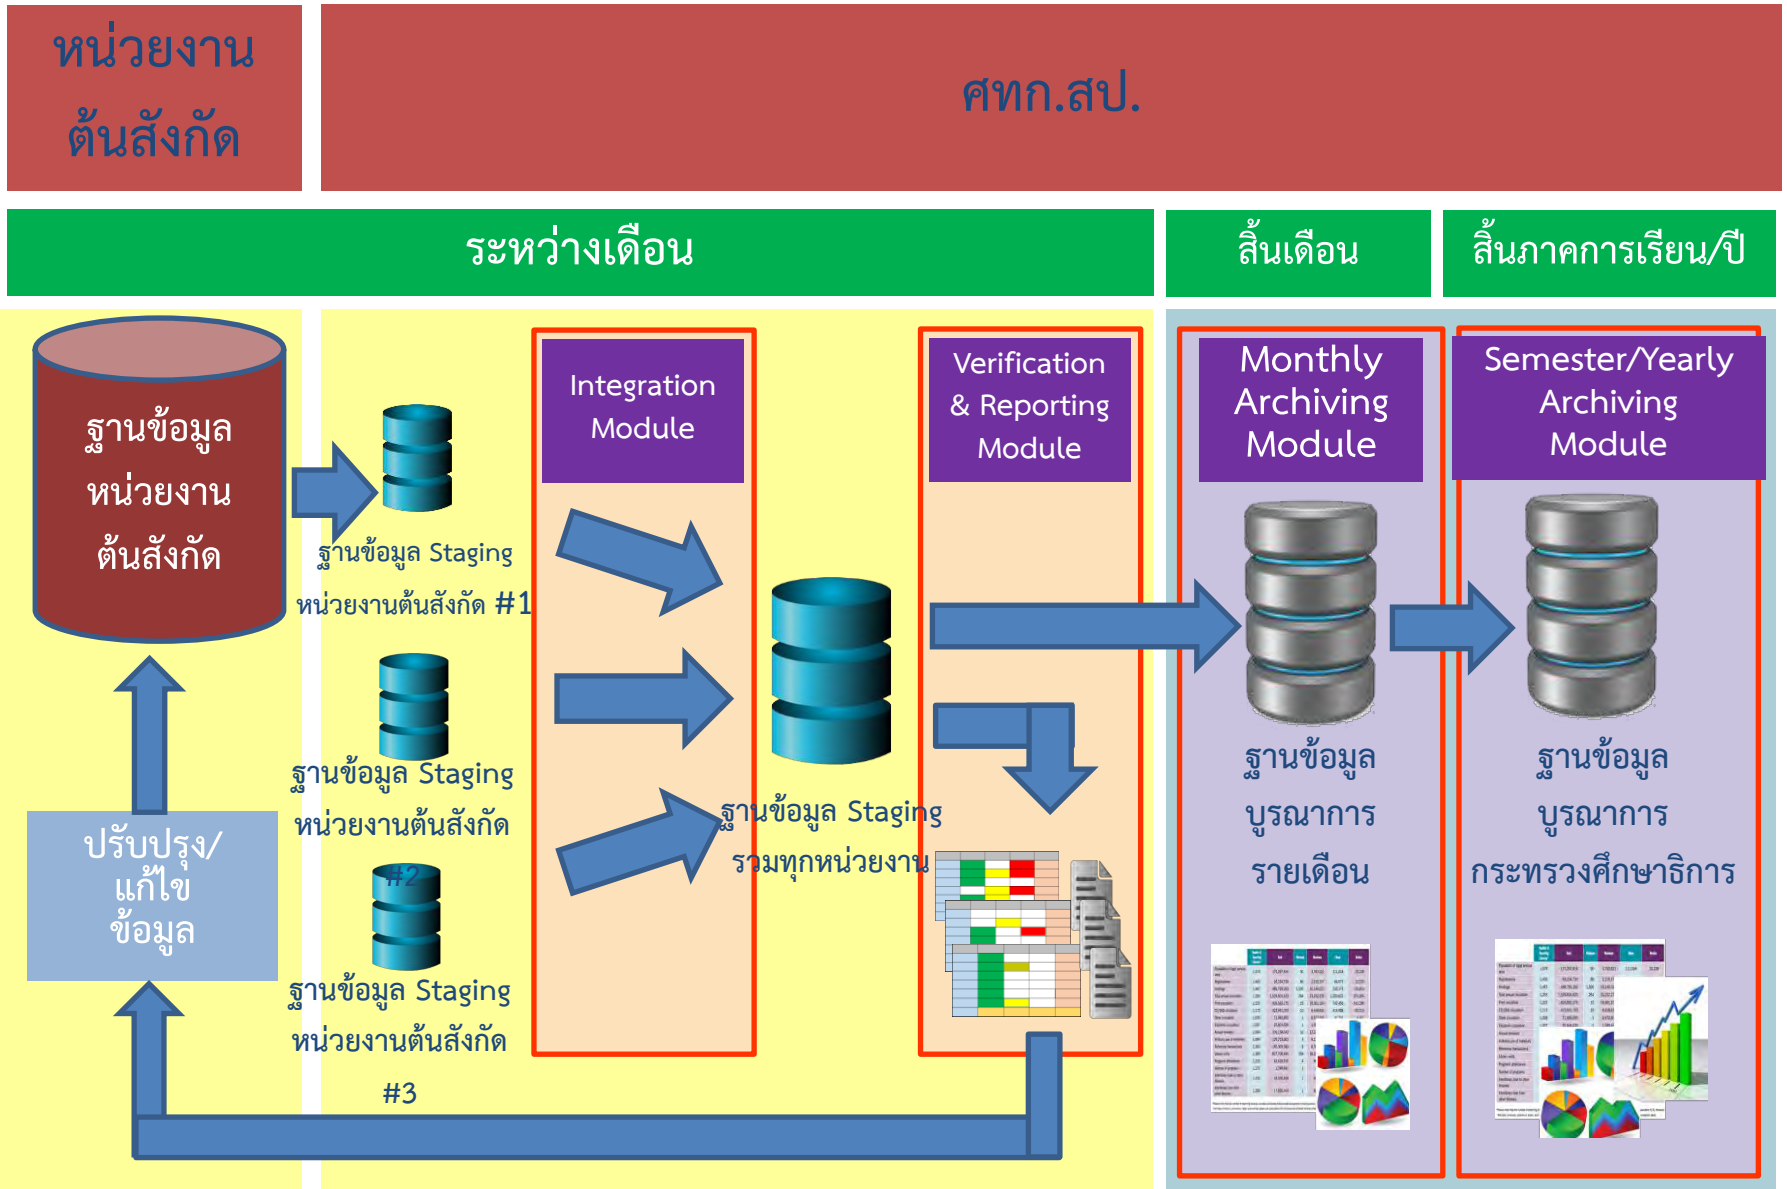 หน่วยงาน
ต้นสังกัด
ศทก.สป.
ระหว่างเดือน
สิ้นเดือน
สิ้นภาคการเรียน/ปี
ฐานข้อมูล
หน่วยงาน
ต้นสังกัด
ปรับปรุง/
แก้ไข
ข้อมูล
ฐานข้อมูล Staging
หน่วยงานต้นสังกัด #1
ฐานข้อมูล Staging
หน่วยงานต้นสังกัด
#2
ฐานข้อมูล Staging
หน่วยงานต้นสังกัด
#3
Integration
Module
ฐานข้อมูล Staging
รวมทุกหน่วยงาน
Verification
& Reporting
Module
Monthly
Archiving
Module
ฐานข้อมูล
บูรณาการ
รายเดือน
Semester/Yearly
Archiving
Module
ฐานข้อมูล
บูรณาการ
กระทรวงศึกษาธิการ